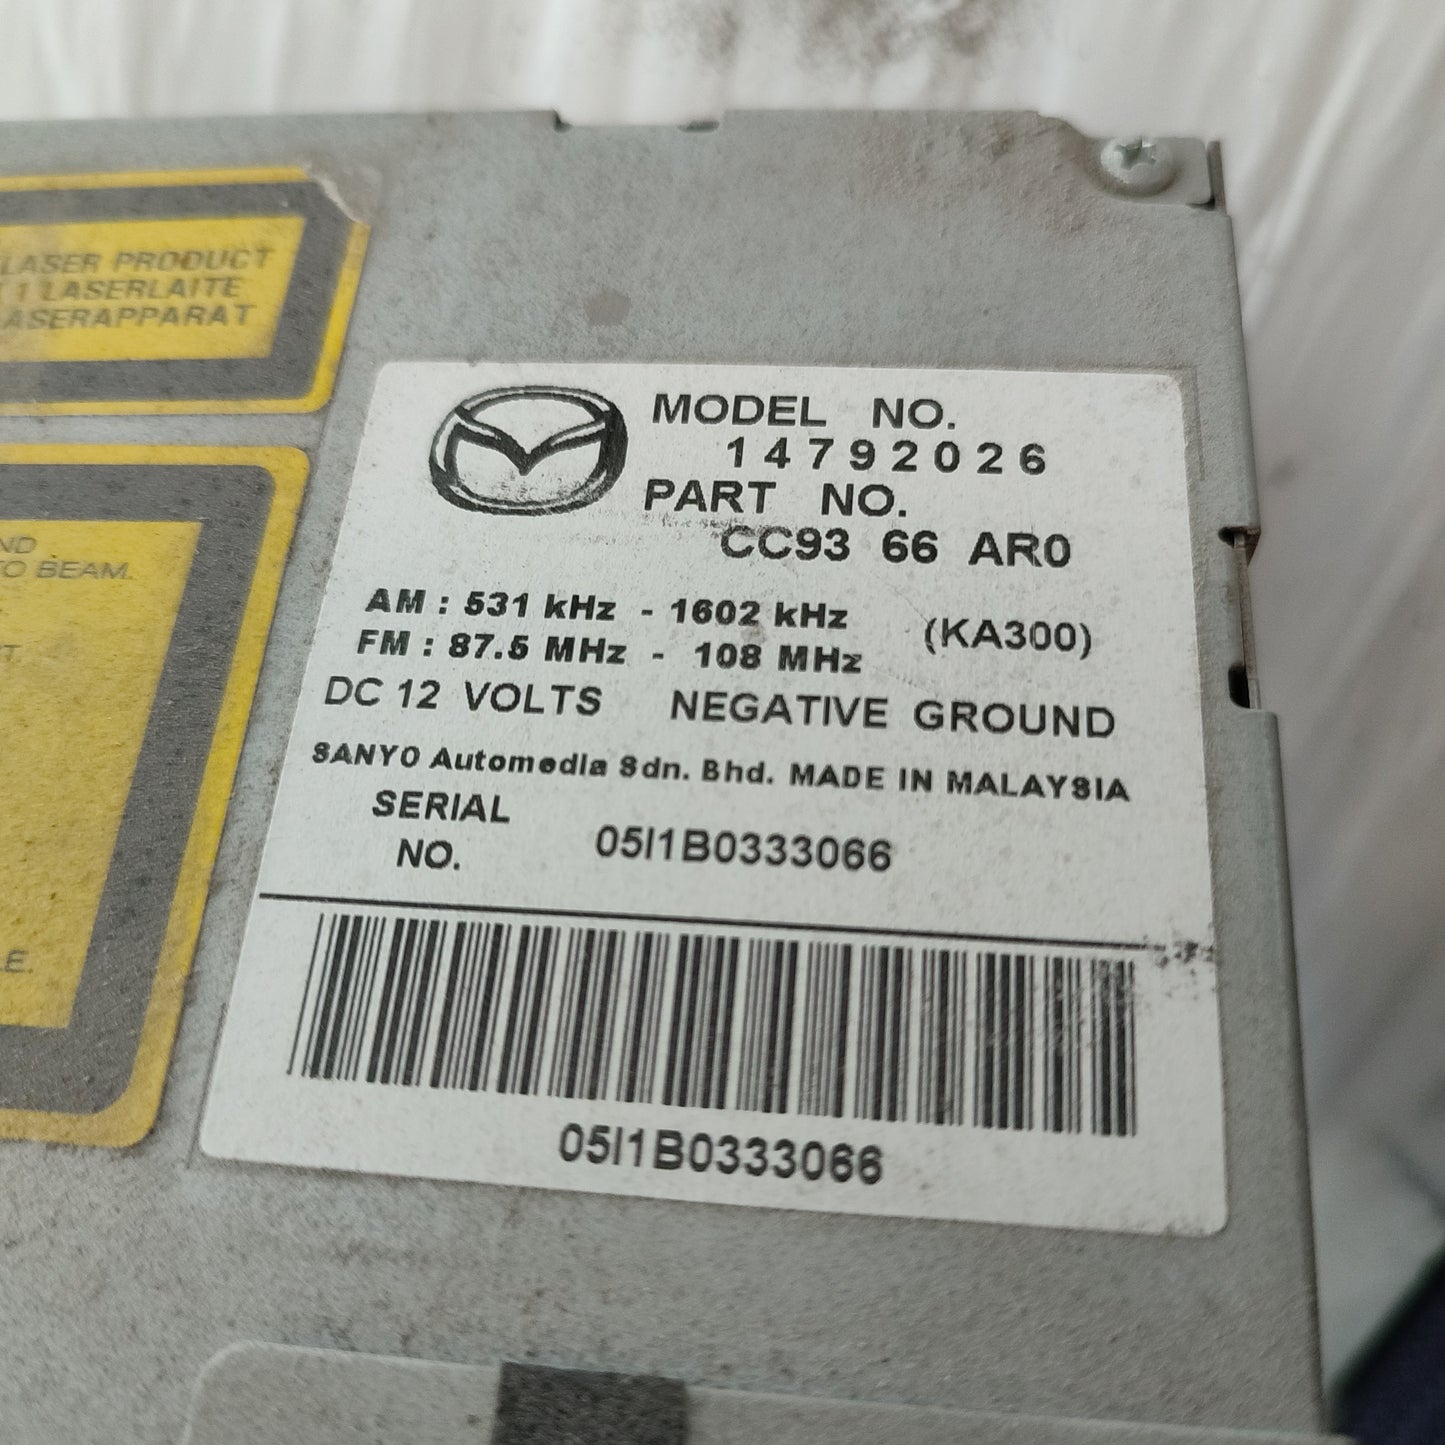 LASER PRODUCT
1 LASERLAITE
LASERAPPARAT
TO BEAM.
MODEL NO.
14792026
PART NO.
CC93 66 AR0
AM : 531 kHz - 1602 kHz
(KA300)
FM : 87.5 MHz - 108 MHz
DC 12 VOLTS NEGATIVE GROUND
SANYO Automedia Sdn. Bhd. MADE IN MALAYSIA
SERIAL
NO.
05I1B0333066
05I1B0333066